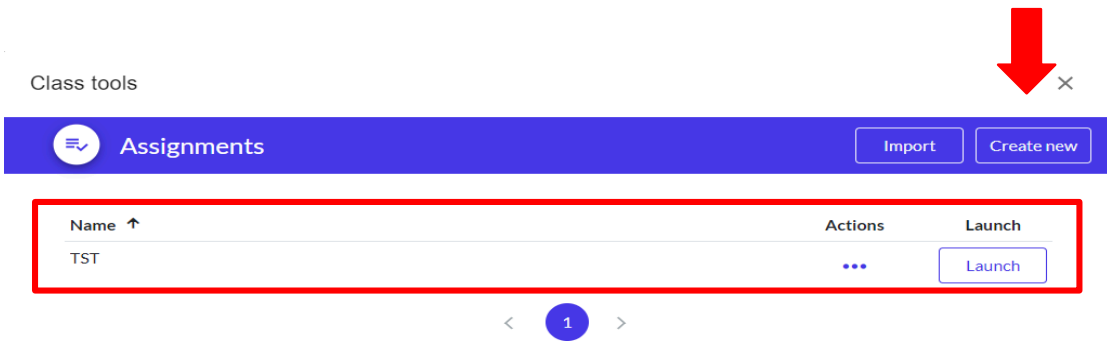 Class tools
Assignments Import Create new
Name Actions Launch
TST Launch
1